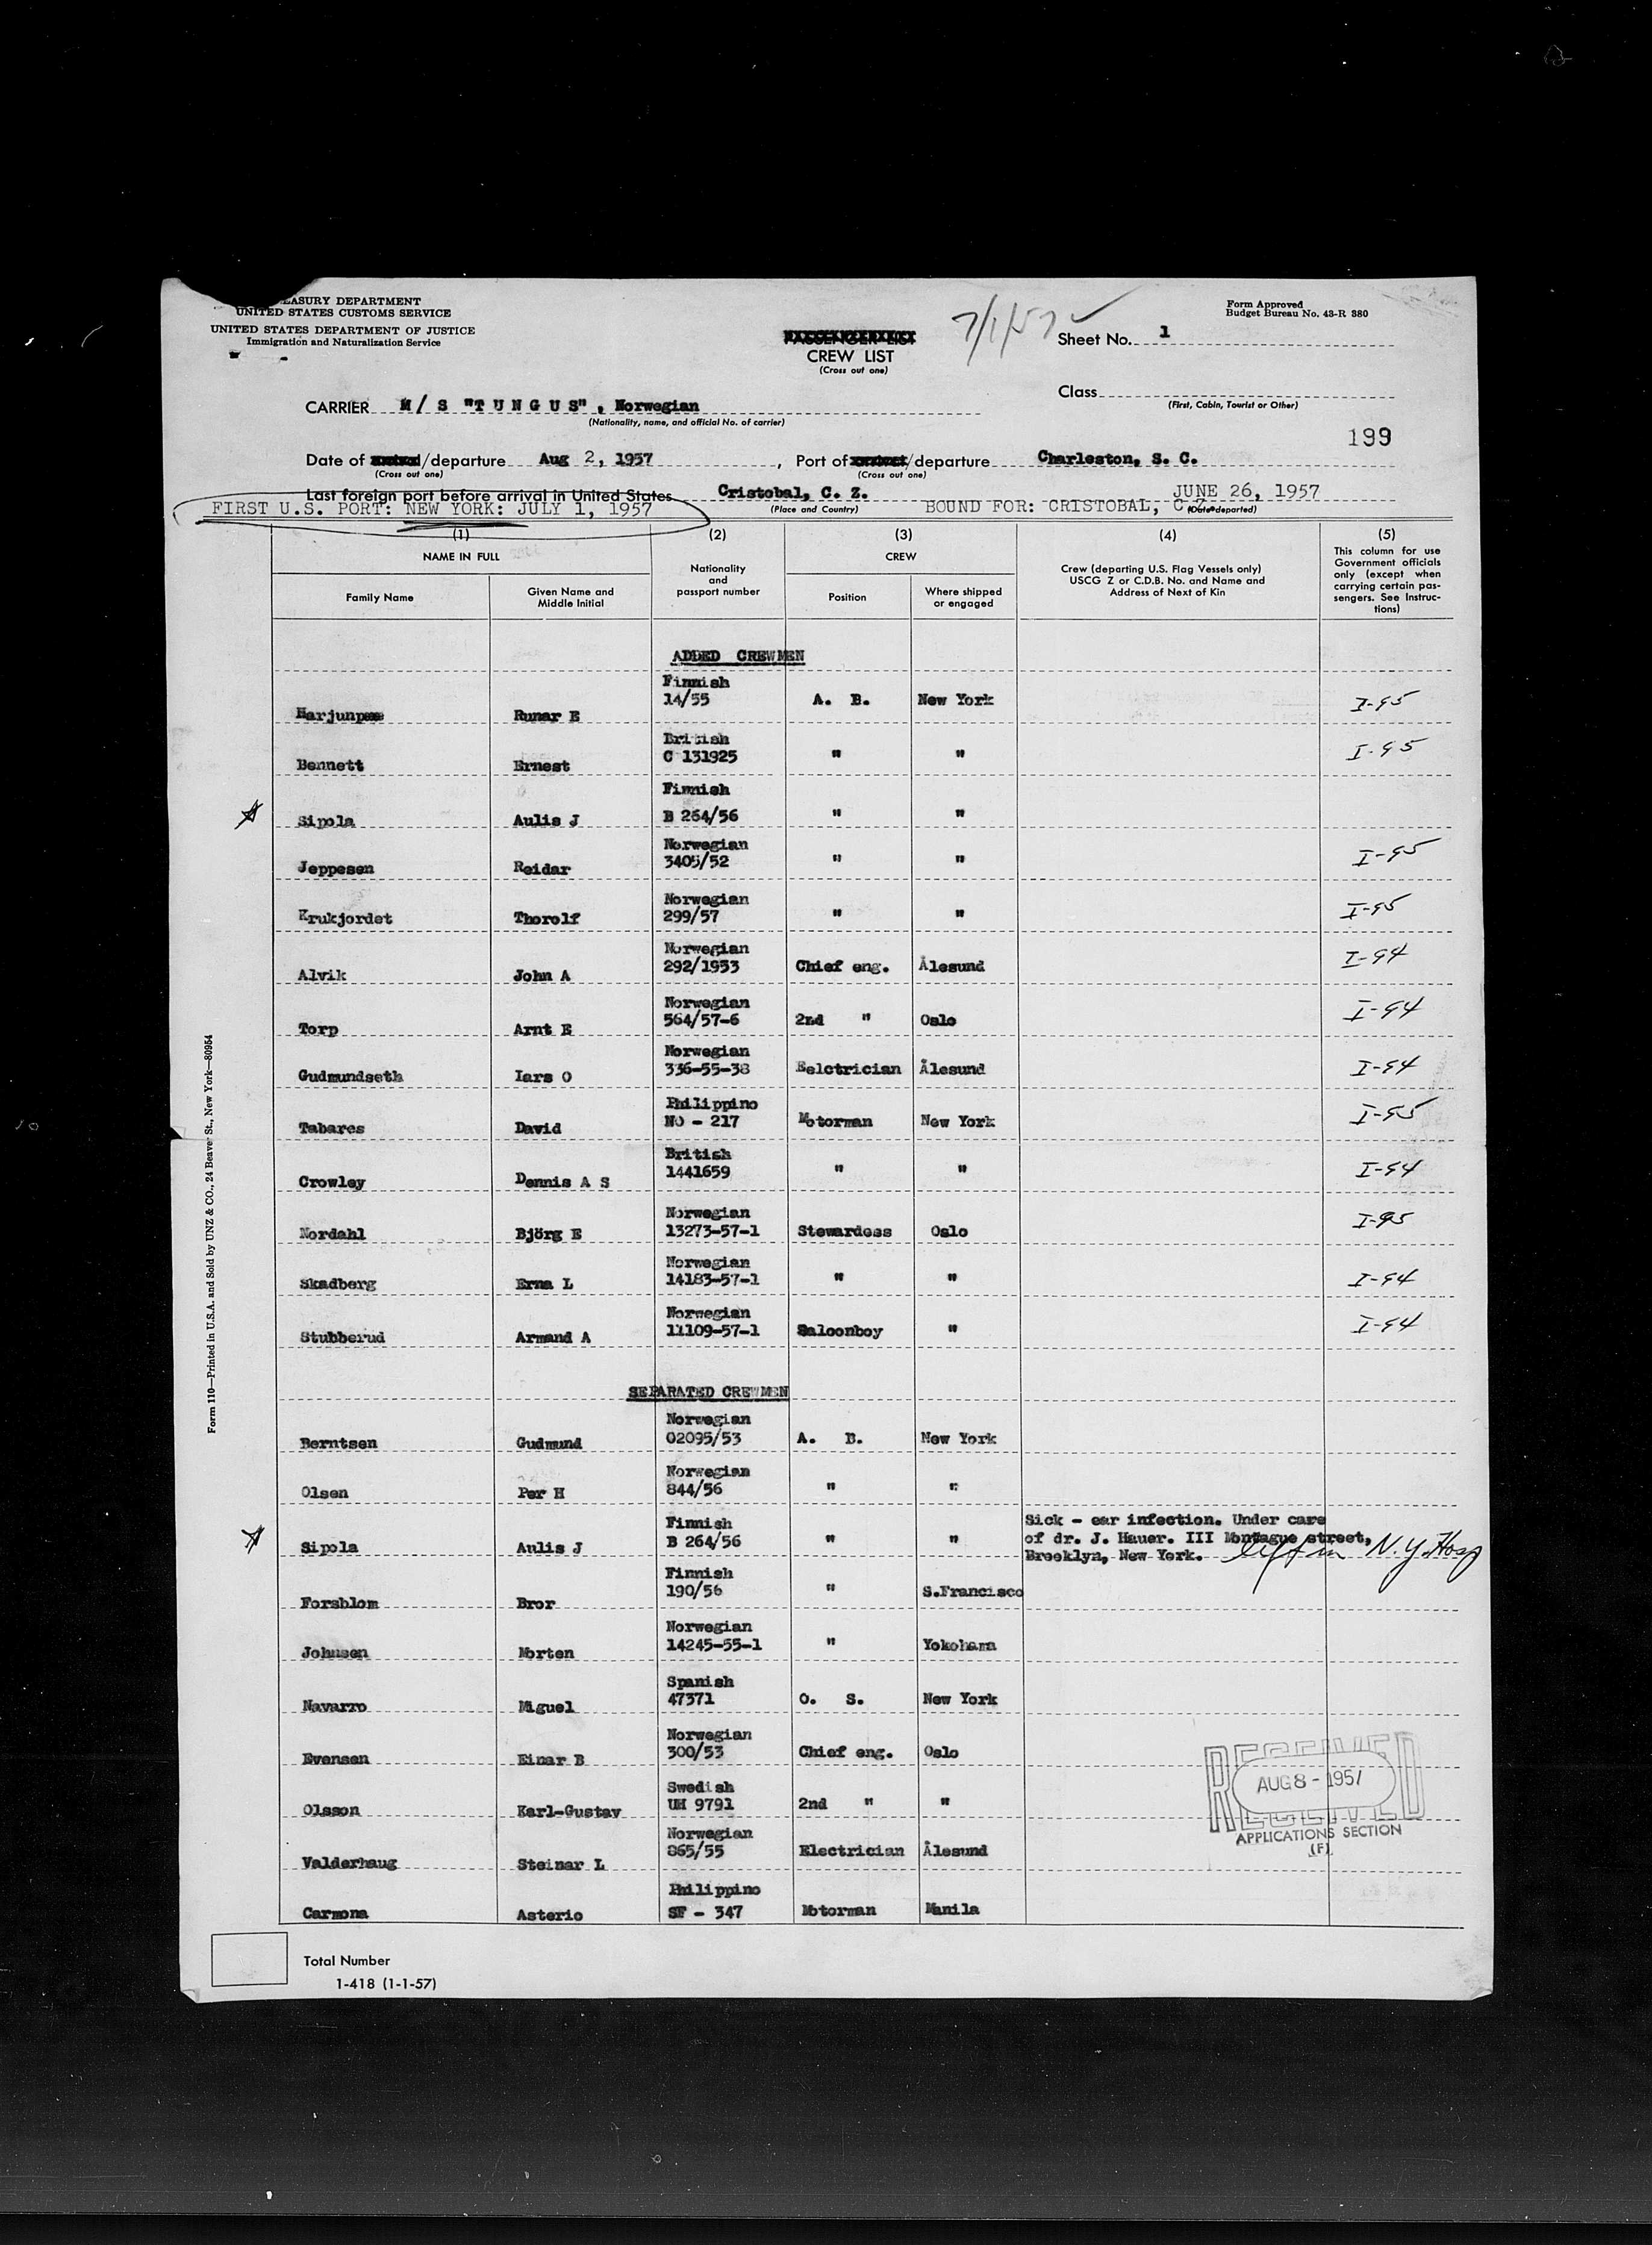 EASURY DEPARTMENT
UNITED STATES CUSTOMS SERVICE
UNITED STATES DEPARTMENT OF JUSTICE
Immigration and Naturalization Service
PASSENGER LIST
CREW LIST
(Cross out one)
7/1/57
Form Approved
Budget Bureau No. 43-R 380
Sheet No. 1
CARRIER M/S "T U N G U S", Norwegian
(Nationality, name, and official No. of carrier)
Class
(First, Cabin, Tourist or Other)
199
Date of /departure Aug 2, 1957, Port of /departure Charleston, S. C.
(Cross out one) (Cross out one)
Last foreign port before arrival in United States Cristobal, C. Z. JUNE 26, 1957
(Place and Country) (Date departed)
FIRST U.S. PORT: NEW YORK: JULY 1, 1957 BOUND FOR: CRISTOBAL, C Z
(1) (2) (3) (4) (5)
NAME IN FULL
Family Name
Given Name and Middle Initial
Nationality and passport number
CREW
Position
Where shipped or engaged
Crew (departing U.S. Flag Vessels only)
USCG Z or C.D.B. No. and Name and
Address of Next of Kin
This column for use
Government officials
only (except when
carrying certain pas-
sengers. See Instruc-
tions)
ADDED CREWMEN
Harjunpee Runar E Finnish 14/55 A. B. New York I-95
Bennett Ernest British C 131925 " " I-95
Sipola Aulis J Finnish B 264/56 " "
Jeppesen Reidar Norwegian 3405/52 " " I-95
Krukjordet Thorolf Norwegian 299/57 " " I-95
Alvik John A Norwegian 292/1953 Chief eng. Ålesund I-94
Torp Arnt E Norwegian 564/57-6 2nd " Oslo I-94
Gudmundseth Iars O Norwegian 336-55-38 Eelctrician Ålesund I-94
Tabares David Philippino NO - 217 Motorman New York I-95
Crowley Dennis A S British 1441659 " " I-94
Nordahl Björg E Norwegian 13273-57-1 Stewardess Oslo I-95
Skadberg Erna L Norwegian 14183-57-1 " " I-94
Stubberud Armand A Norwegian 11109-57-1 Saloonboy " I-94
SEPARATED CREWMEN
Berntsen Gudmund Norwegian 02095/53 A. B. New York
Olsen Per H Norwegian 844/56 " "
Sipola Aulis J Finnish B 264/56 " " Sick - ear infection. Under care
of dr. J. Hauer. III Montague street,
Brooklyn, New York. left in N.Y. Hosp
Forsblom Bror Finnish 190/56 " S.Francisco
Johnsen Morten Norwegian 14245-55-1 " Yokohama
Navarro Miguel Spanish 47371 O. S. New York
Evensen Einar B Norwegian 300/53 Chief eng. Oslo
Olsson Karl-Gustav Swedish UH 9791 2nd " "
Valderhaug Steinar L Norwegian 865/55 Electrician Ålesund
Carmona Asterio Philippino SF - 347 Motorman Manila
RECEIVED
AUG 8 - 1957
RECEIVED
APPLICATIONS SECTION
(F)
Total Number
1-418 (1-1-57)
Form 110—Printed in U.S.A. and Sold by UNZ & CO., 24 Beaver St., New York—80954